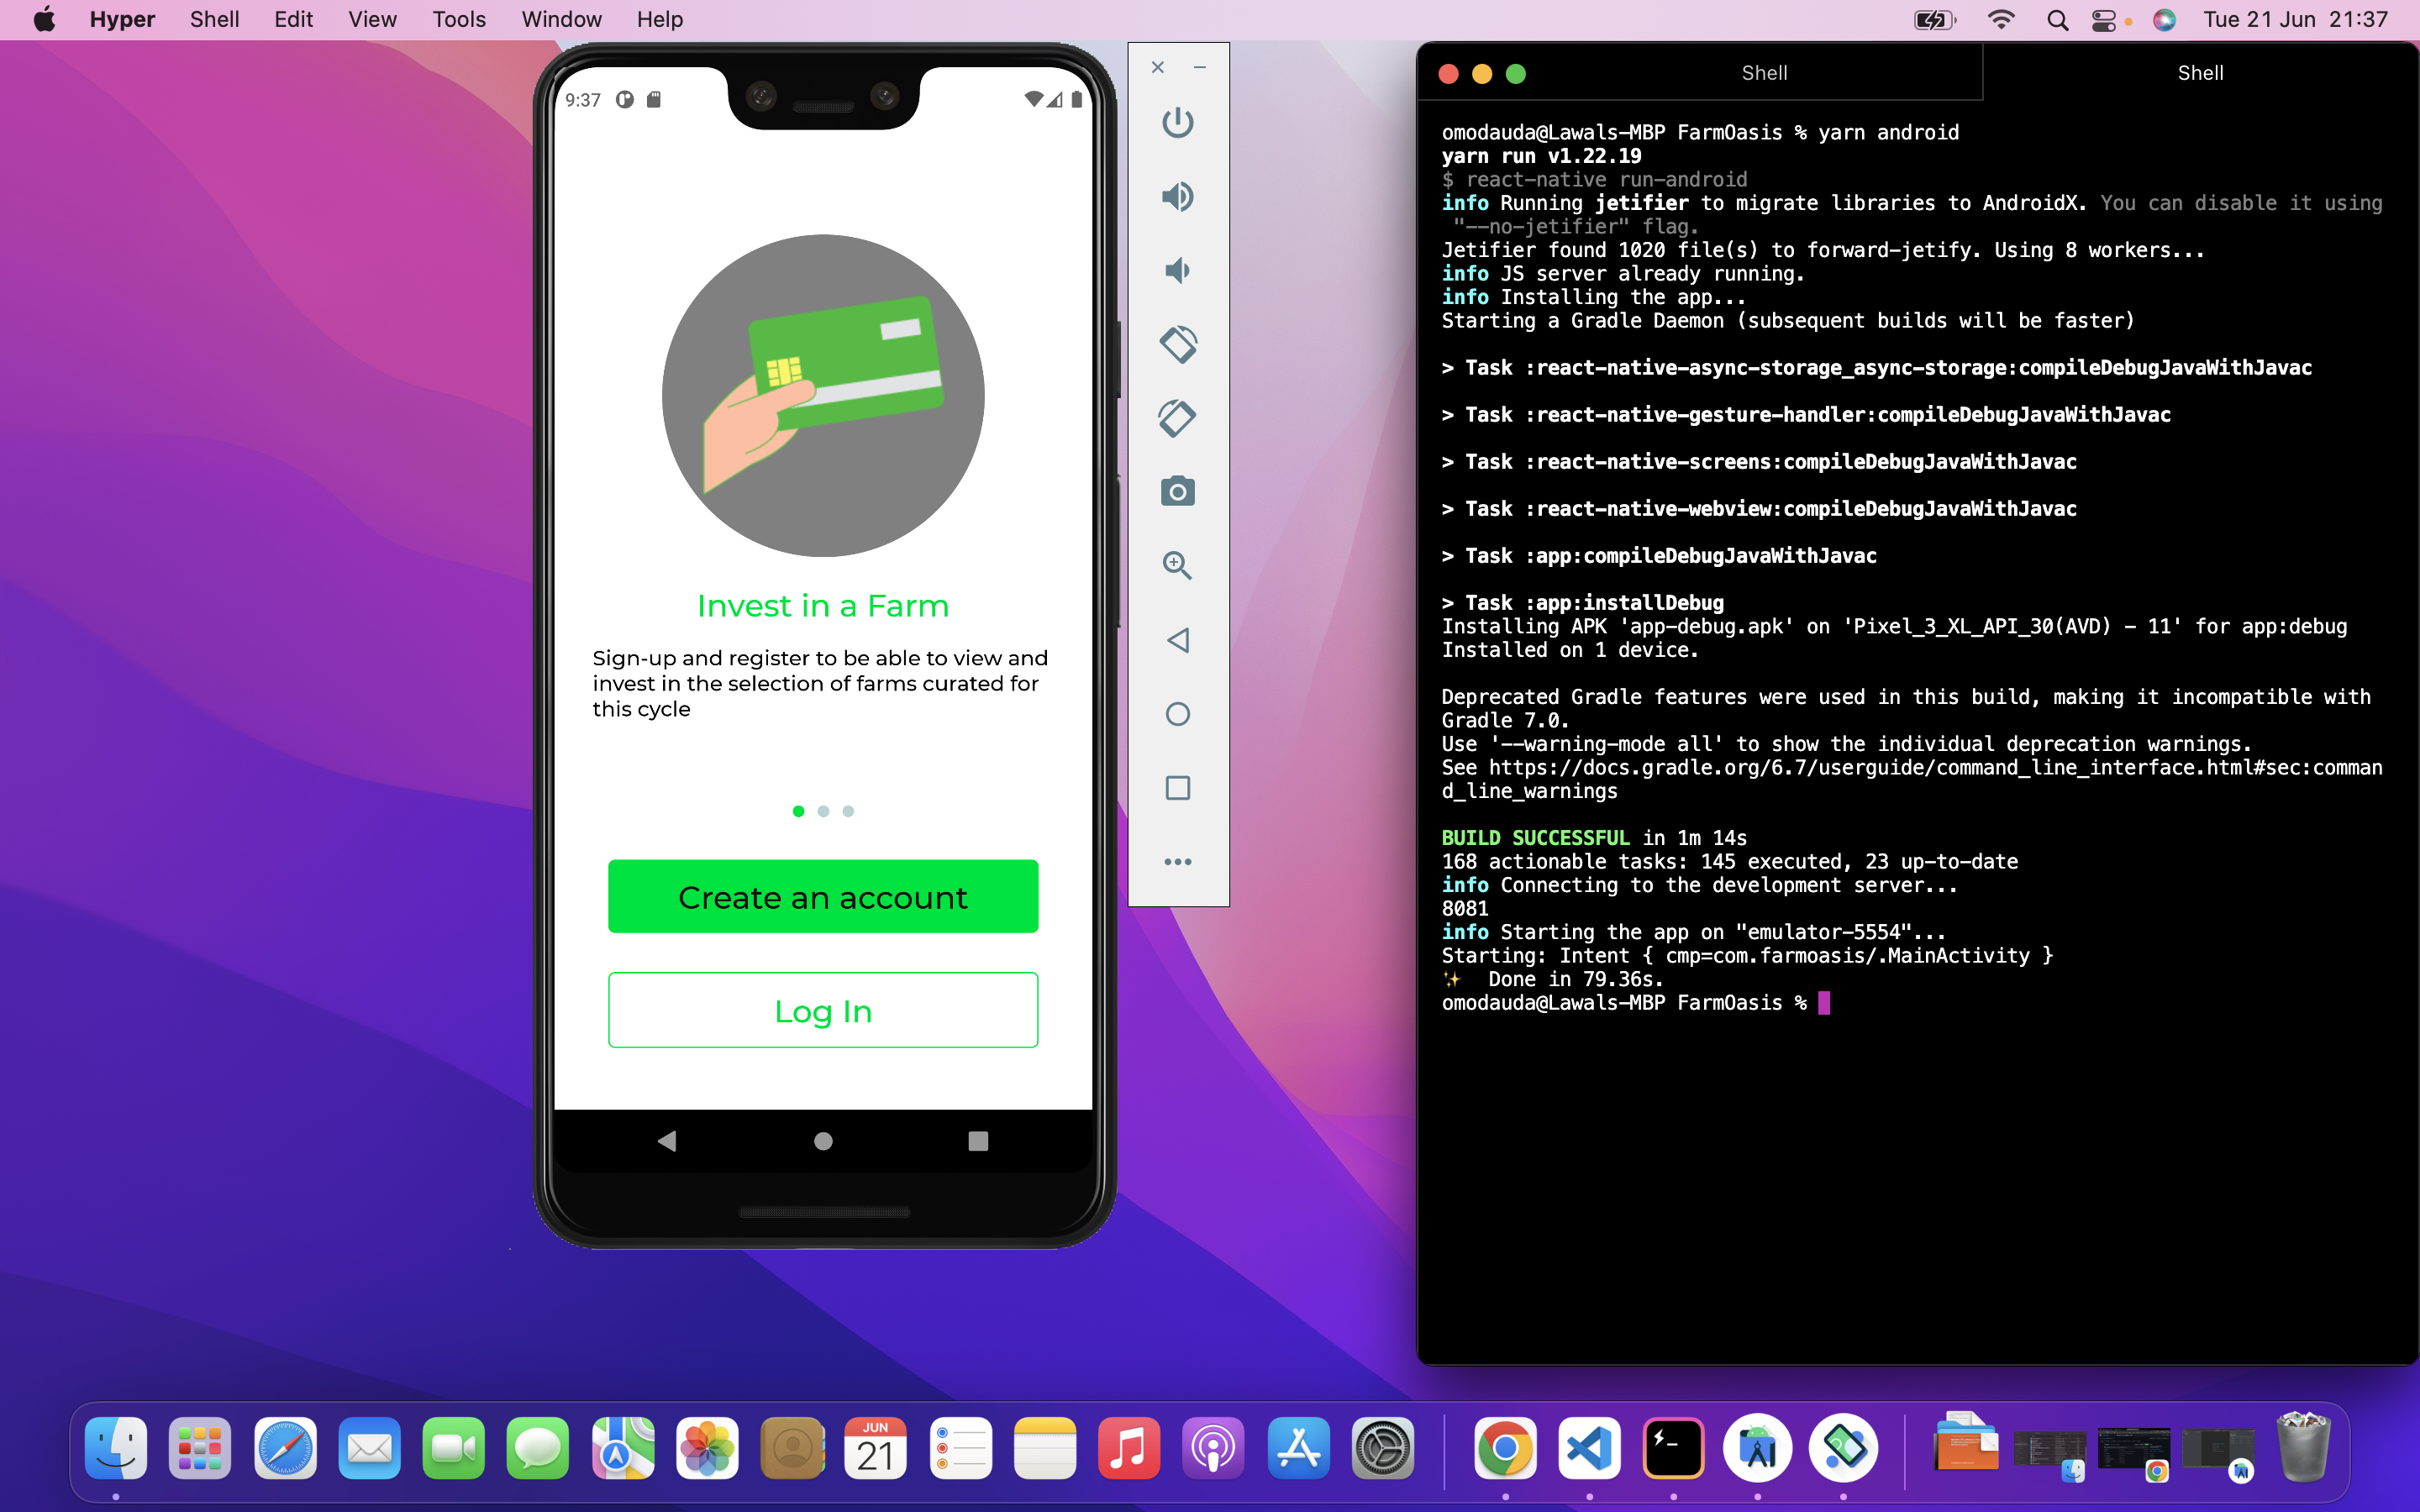 Hyper Shell Edit View Tools Window Help
Tue 21 Jun 21:37
9:37
Invest in a Farm
Sign-up and register to be able to view and
invest in the selection of farms curated for
this cycle
Create an account
Log In
Shell
Shell
omodauda@Lawals-MBP FarmOasis % yarn android
yarn run v1.22.19
$ react-native run-android
info Running jetifier to migrate libraries to AndroidX. You can disable it using
"--no-jetifier" flag.
Jetifier found 1020 file(s) to forward-jetify. Using 8 workers...
info JS server already running.
info Installing the app...
Starting a Gradle Daemon (subsequent builds will be faster)
> Task :react-native-async-storage_async-storage:compileDebugJavaWithJavac
> Task :react-native-gesture-handler:compileDebugJavaWithJavac
> Task :react-native-screens:compileDebugJavaWithJavac
> Task :react-native-webview:compileDebugJavaWithJavac
> Task :app:compileDebugJavaWithJavac
> Task :app:installDebug
Installing APK 'app-debug.apk' on 'Pixel_3_XL_API_30(AVD) - 11' for app:debug
Installed on 1 device.
Deprecated Gradle features were used in this build, making it incompatible with
Gradle 7.0.
Use '--warning-mode all' to show the individual deprecation warnings.
See https://docs.gradle.org/6.7/userguide/command_line_interface.html#sec:comman
d_line_warnings
BUILD SUCCESSFUL in 1m 14s
168 actionable tasks: 145 executed, 23 up-to-date
info Connecting to the development server...
8081
info Starting the app on "emulator-5554"...
Starting: Intent { cmp=com.farmoasis/.MainActivity }
✨ Done in 79.36s.
omodauda@Lawals-MBP FarmOasis %
JUN
21